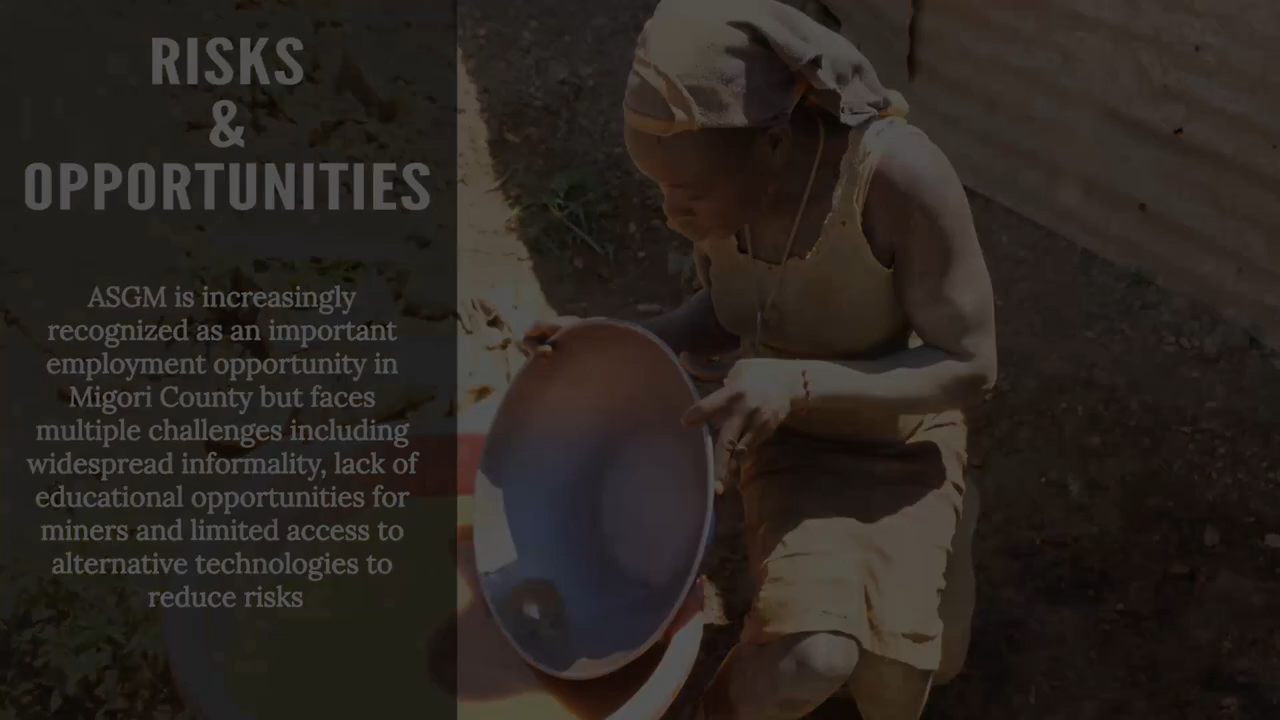 RISKS
&
OPPORTUNITIES
ASGM is increasingly
recognized as an important
employment opportunity in
Migori County but faces
multiple challenges including
widespread informality, lack of
educational opportunities for
miners and limited access to
alternative technologies to
reduce risks